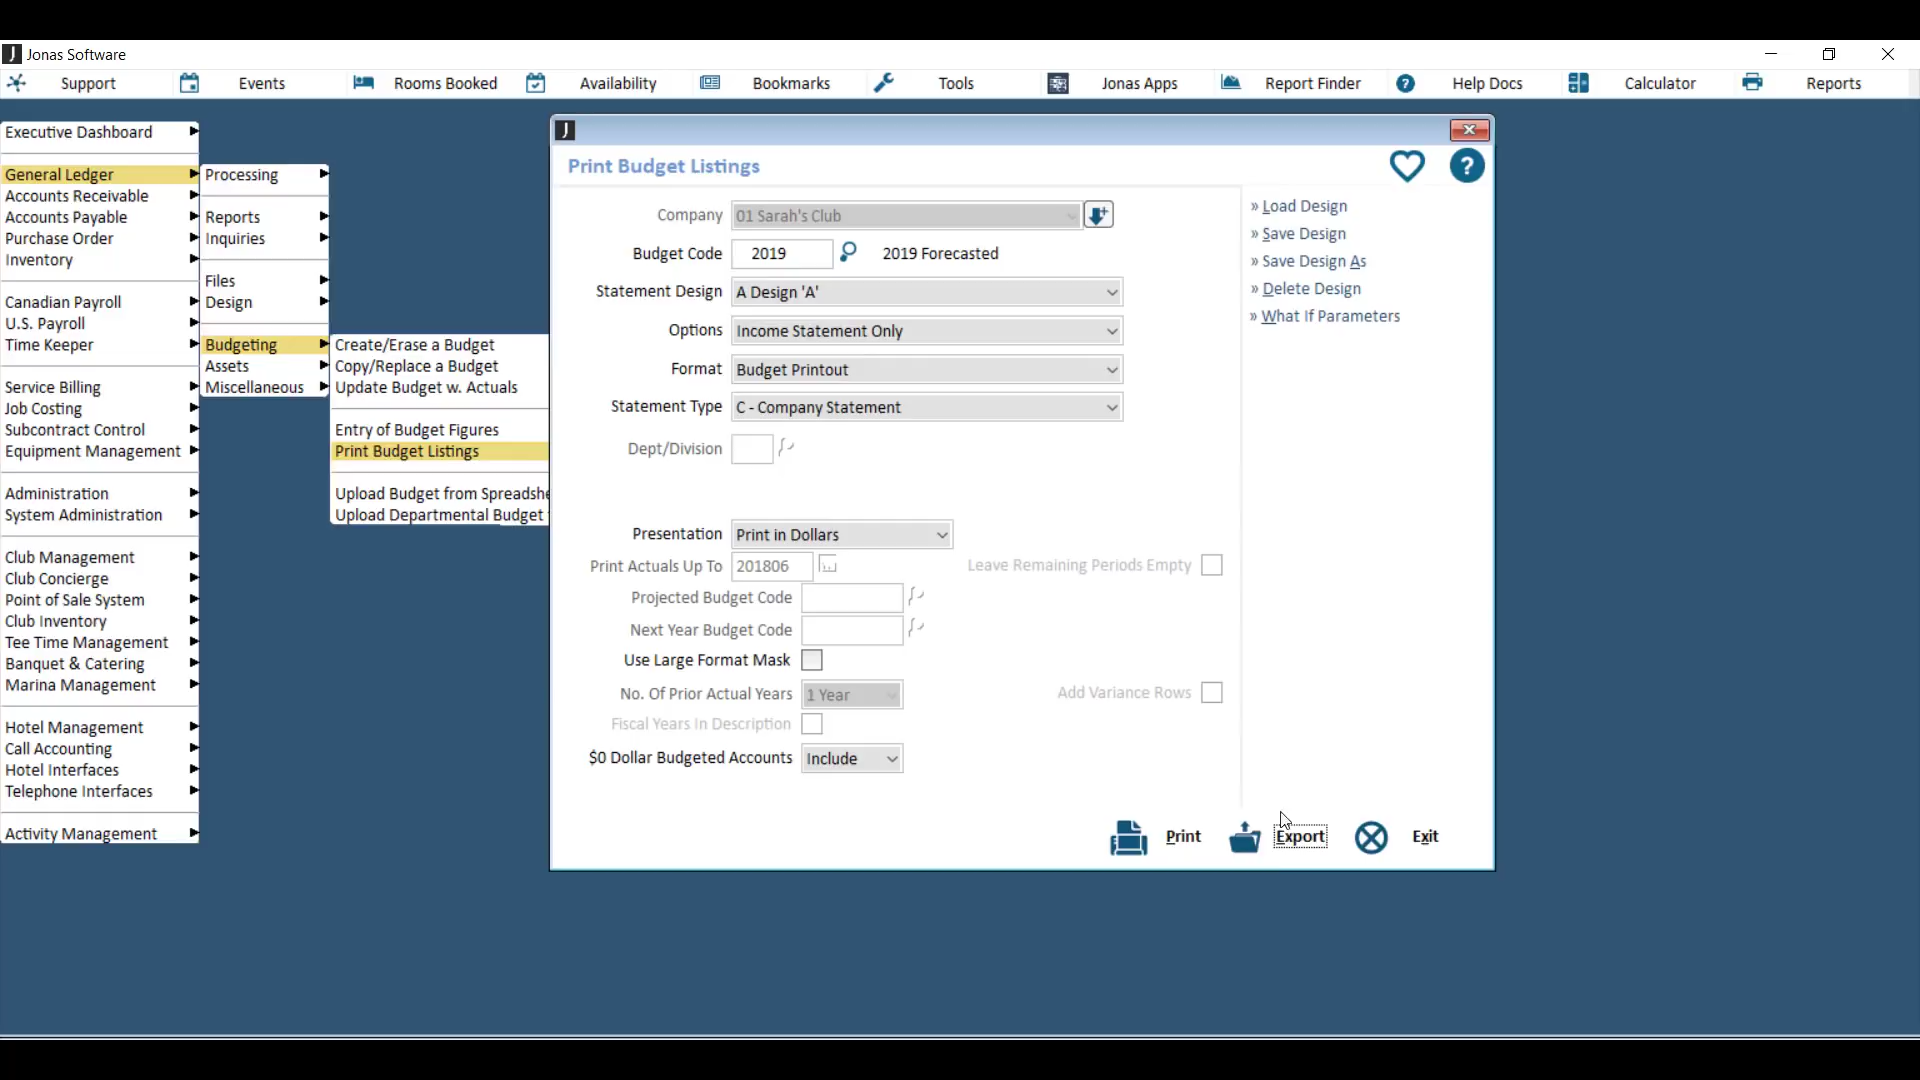 J Jonas Software
Support Events Rooms Booked Availability Bookmarks Tools Jonas Apps Report Finder Help Docs Calculator Reports
Executive Dashboard
General Ledger
Accounts Receivable
Accounts Payable
Purchase Order
Inventory
Canadian Payroll
U.S. Payroll
Time Keeper
Service Billing
Job Costing
Subcontract Control
Equipment Management
Administration
System Administration
Club Management
Club Concierge
Point of Sale System
Club Inventory
Tee Time Management
Banquet & Catering
Marina Management
Hotel Management
Call Accounting
Hotel Interfaces
Telephone Interfaces
Activity Management
Processing
Reports
Inquiries
Files
Design
Budgeting
Assets
Miscellaneous
Create/Erase a Budget
Copy/Replace a Budget
Update Budget w. Actuals
Entry of Budget Figures
Print Budget Listings
Upload Budget from Spreadshe
Upload Departmental Budget
J
Print Budget Listings ?
Company 01 Sarah's Club
Budget Code 2019 2019 Forecasted
Statement Design A Design 'A'
Options Income Statement Only
Format Budget Printout
Statement Type C - Company Statement
Dept/Division
Presentation Print in Dollars
Print Actuals Up To 201806 Leave Remaining Periods Empty
Projected Budget Code
Next Year Budget Code
Use Large Format Mask
No. Of Prior Actual Years 1 Year Add Variance Rows
Fiscal Years In Description
$0 Dollar Budgeted Accounts Include
» Load Design
» Save Design
» Save Design As
» Delete Design
» What If Parameters
Print Export Exit